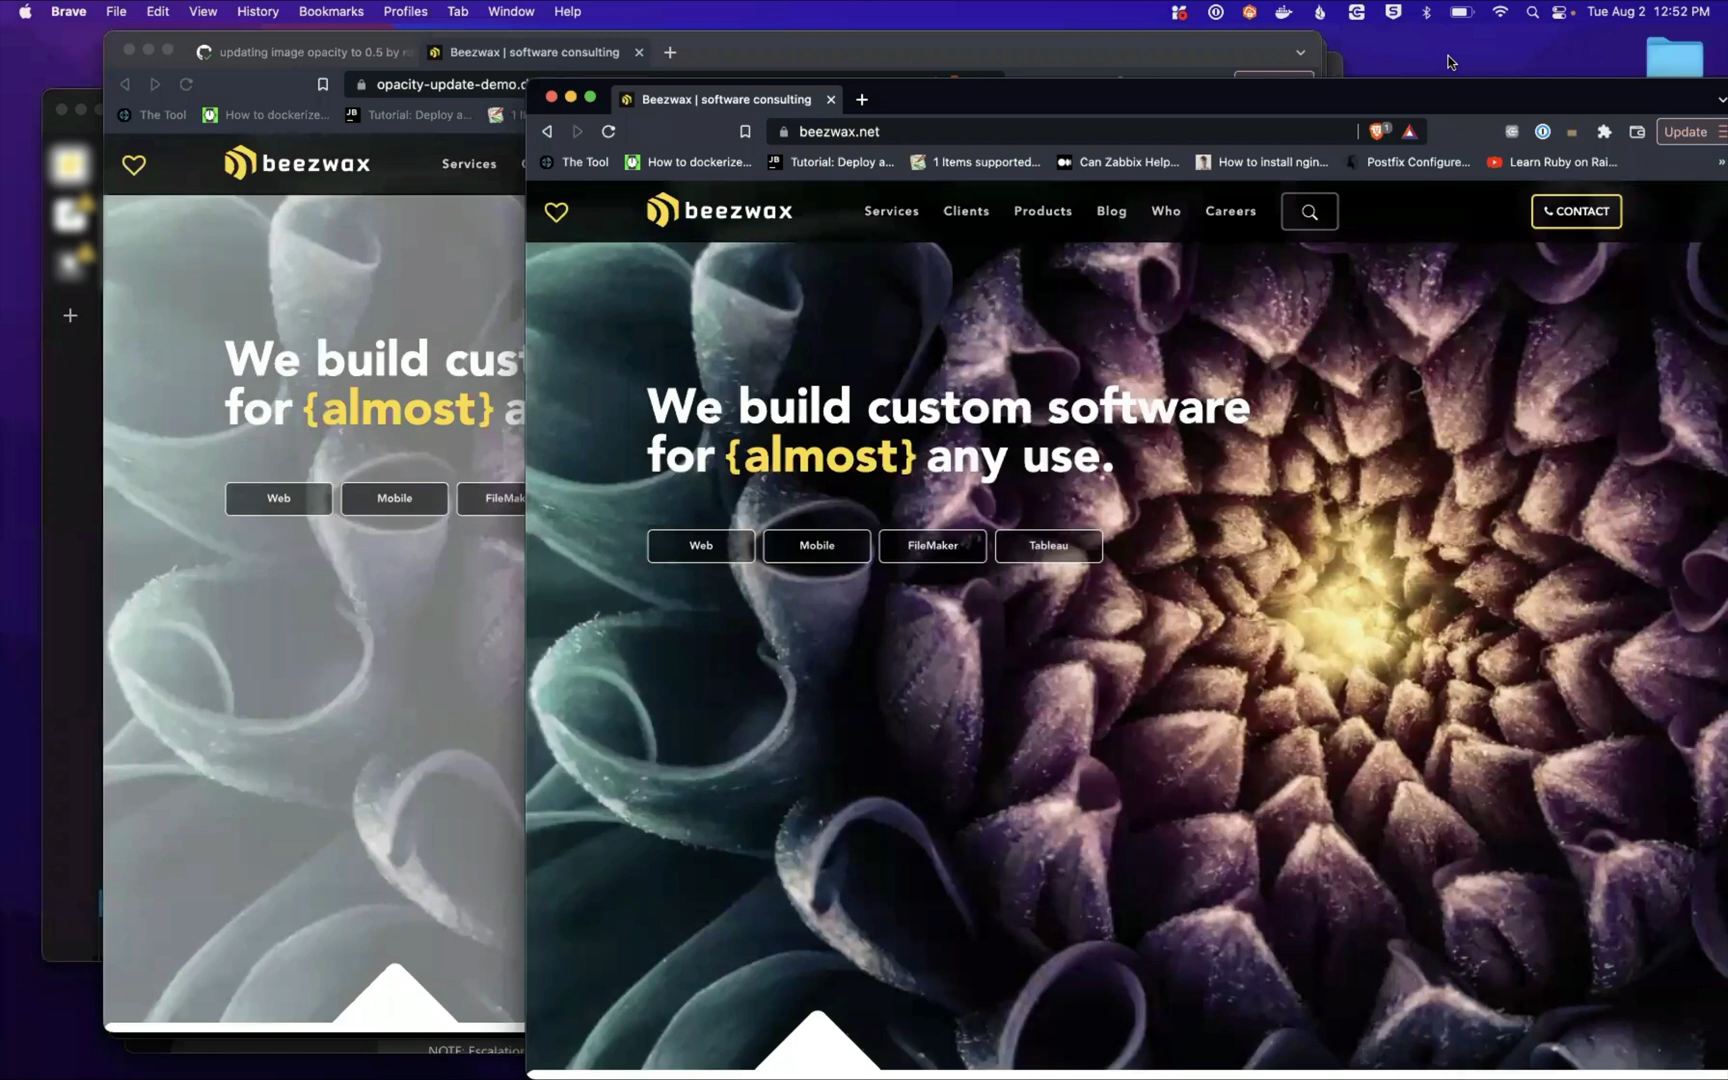 Brave File Edit View History Bookmarks Profiles Tab Window Help
Tue Aug 2 12:52 PM
updating image opacity to 0.5 by
Beezwax | software consulting
opacity-update-demo.
The Tool How to dockerize... Tutorial: Deploy a...
beezwax
Services
We build cust
for {almost} a
Web Mobile FileMak
NOTE: Escalation
Beezwax | software consulting
beezwax.net
Update
The Tool How to dockerize... Tutorial: Deploy a... 1 Items supported... Can Zabbix Help... How to install ngin... Postfix Configure... Learn Ruby on Rai... »
beezwax
Services Clients Products Blog Who Careers
CONTACT
We build custom software
for {almost} any use.
Web Mobile FileMaker Tableau